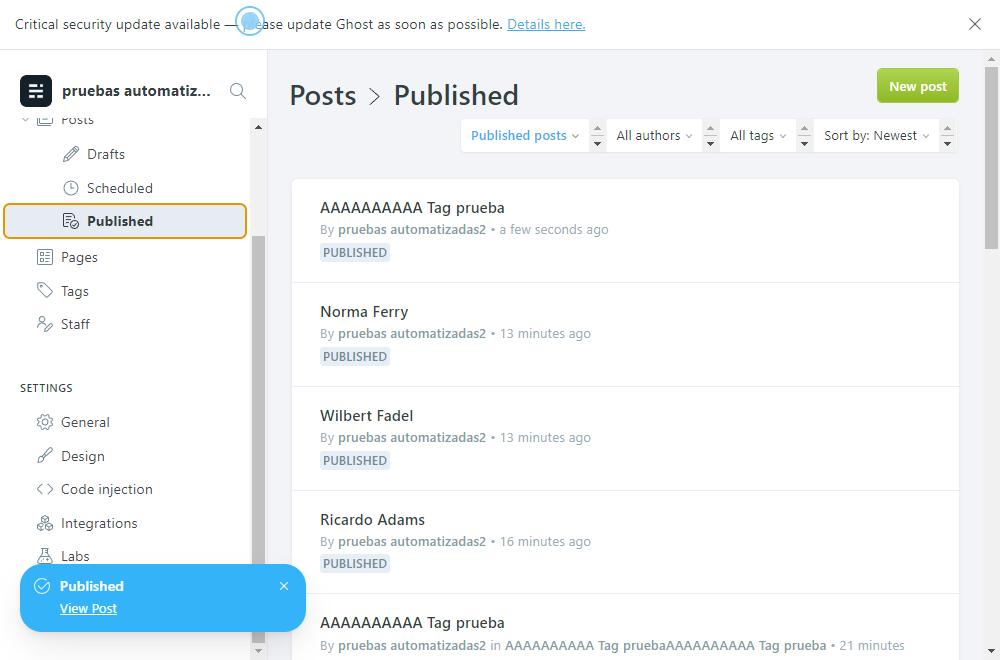 Critical security update available — please update Ghost as soon as possible. Details here.
pruebas automatiz...
Posts
Drafts
Scheduled
Published
Pages
Tags
Staff
SETTINGS
General
Design
Code injection
Integrations
Labs
Published
View Post
Posts > Published
New post
Published posts
All authors
All tags
Sort by: Newest
AAAAAAAAAA Tag prueba
By pruebas automatizadas2 • a few seconds ago
PUBLISHED
Norma Ferry
By pruebas automatizadas2 • 13 minutes ago
PUBLISHED
Wilbert Fadel
By pruebas automatizadas2 • 13 minutes ago
PUBLISHED
Ricardo Adams
By pruebas automatizadas2 • 16 minutes ago
PUBLISHED
AAAAAAAAAA Tag prueba
By pruebas automatizadas2 in AAAAAAAAAA Tag pruebaAAAAAAAAAA Tag prueba • 21 minutes